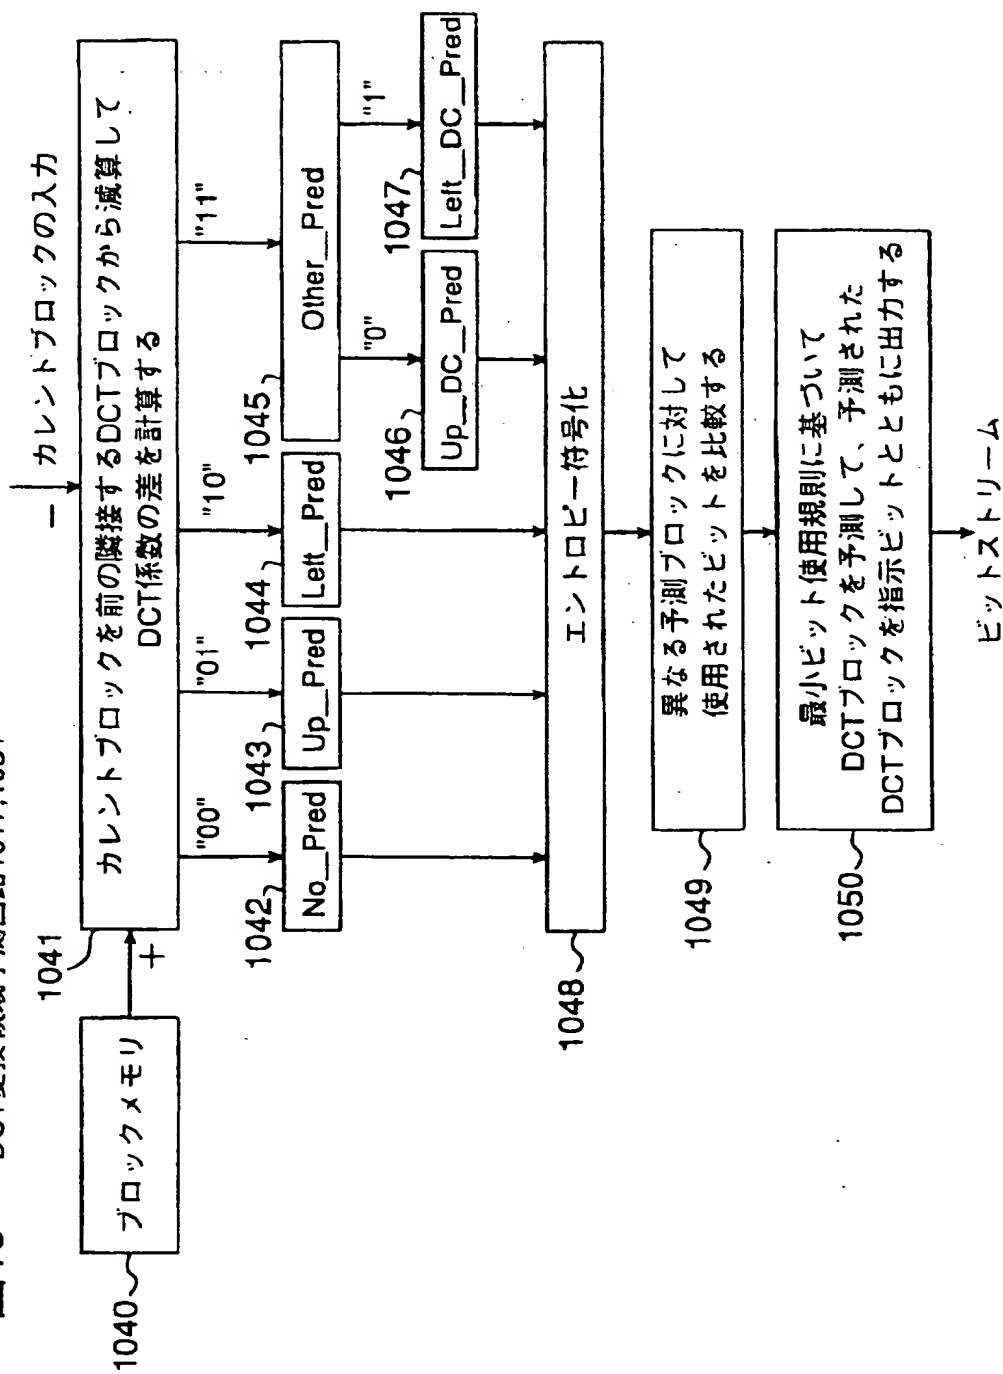 カレントブロックの入力
−
1041
カレントブロックを前の隣接するDCTブロックから減算して
DCT係数の差を計算する
1040
ブロックメモリ
+
"00"
"01"
"10"
"11"
1042
No__Pred
1043
Up__Pred
1044
Left__Pred
1045
Other__Pred
"0"
"1"
1046
Up__DC__Pred
1047
Left__DC__Pred
1048
エントロピー符号化
1049
異なる予測ブロックに対して
使用されたビットを比較する
1050
最小ビット使用規則に基づいて
DCTブロックを予測して、予測された
DCTブロックを指示ビットとともに出力する
ビットストリーム